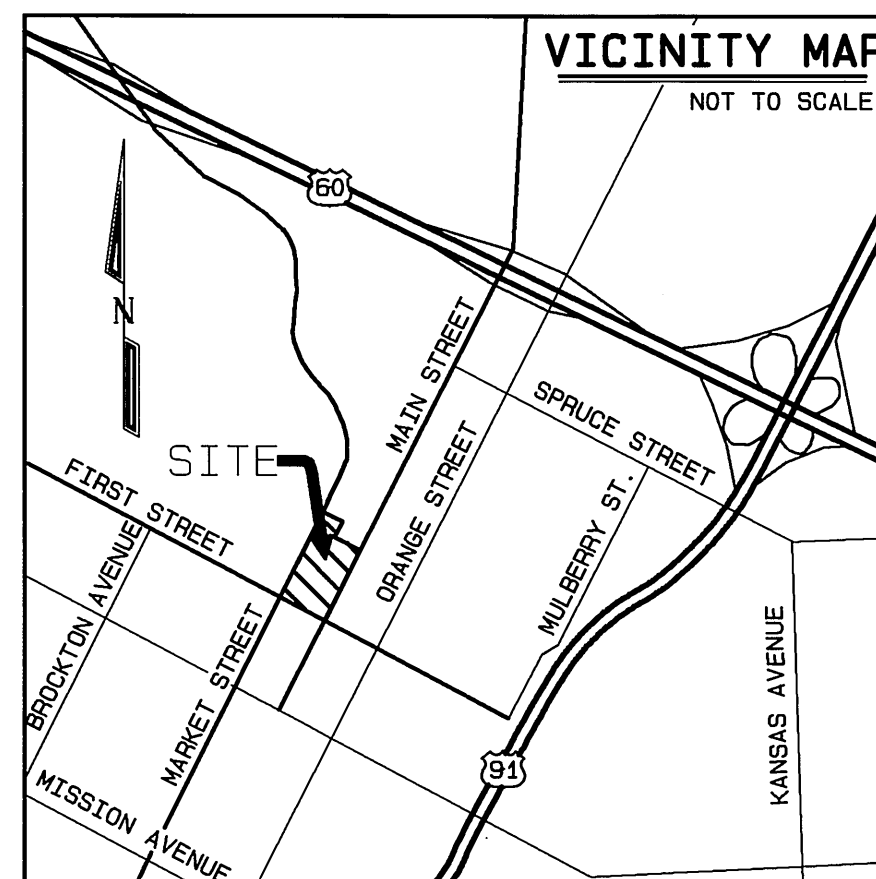 VICINITY MAP
NOT TO SCALE
60
N
MAIN STREET
SPRUCE STREET
ORANGE STREET
SITE
FIRST STREET
MULBERRY ST.
BROCKTON AVENUE
MARKET STREET
KANSAS AVENUE
91
MISSION AVENUE